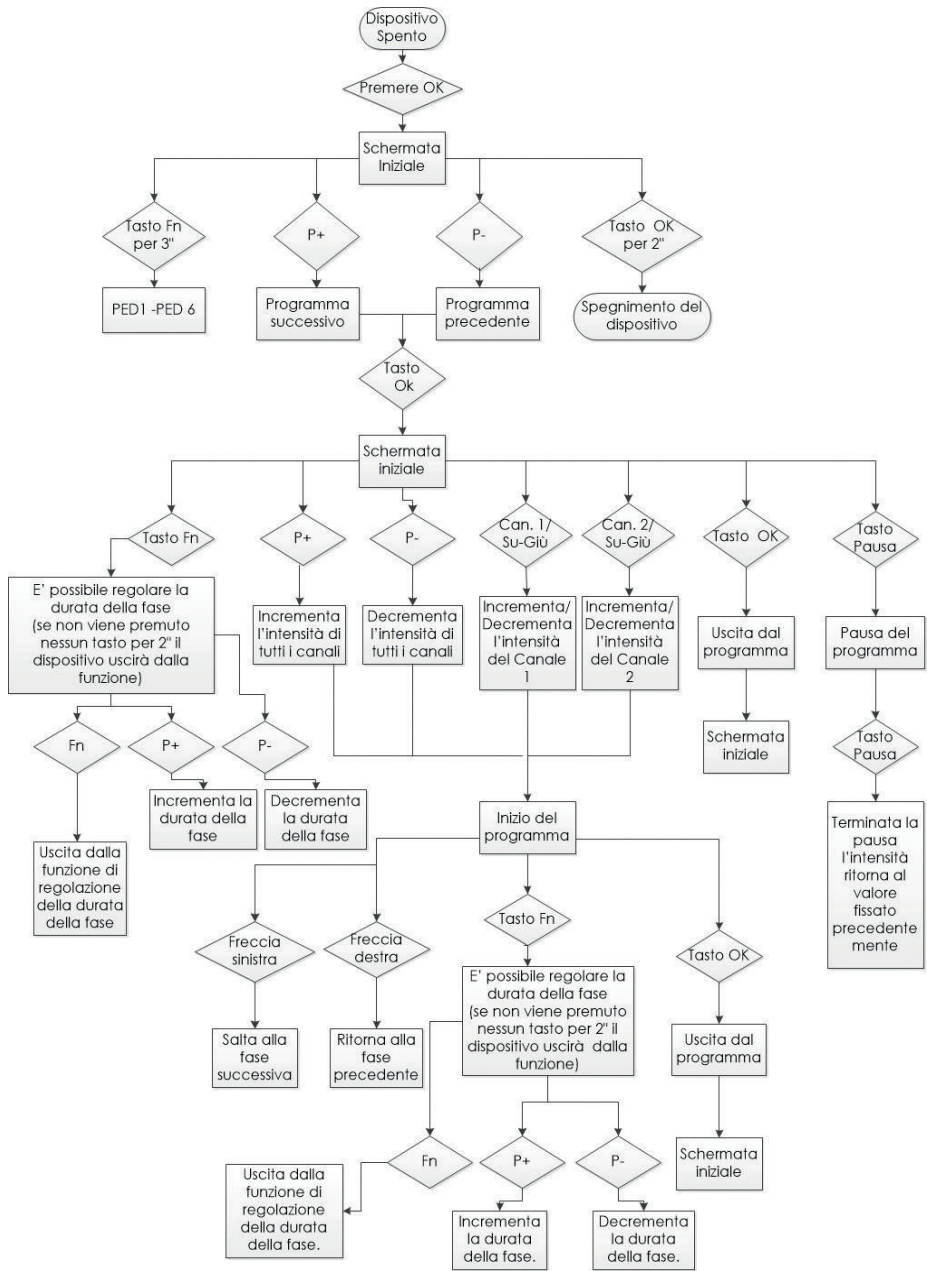 Dispositivo
Spento
Premere OK
Schermata
Iniziale
Tasto Fn
per 3"
P+
P-
Tasto OK
per 2"
PED1 -PED 6
Programma
successivo
Programma
precedente
Spegnimento del
dispositivo
Tasto
Ok
Schermata
iniziale
Tasto Fn
P+
P-
Can. 1/
Su-Giù
Can. 2/
Su-Giù
Tasto OK
Tasto
Pausa
E' possibile regolare la
durata della fase
(se non viene premuto
nessun tasto per 2" il
dispositivo uscirà dalla
funzione)
Incrementa
l'intensità di
tutti i canali
Decrementa
l'intensità di
tutti i canali
Incrementa/
Decrementa
l'intensità
del Canale
1
Incrementa/
Decrementa
l'intensità
del Canale
2
Uscita dal
programma
Pausa del
programma
Fn
P+
P-
Schermata
iniziale
Tasto
Pausa
Incrementa la
durata della
fase
Decrementa
la durata
della fase
Inizio del
programma
Terminata la
pausa
l'intensità
ritorna al
valore
fissato
precedente
mente
Uscita dalla
funzione di
regolazione
della durata
della fase
Freccia
sinistra
Freccia
destra
Tasto Fn
Tasto OK
Salta alla
fase
successiva
Ritorna alla
fase
precedente
E' possibile regolare la
durata della fase
(se non viene premuto
nessun tasto per 2" il
dispositivo uscirà dalla
funzione)
Uscita dal
programma
Fn
P+
P-
Schermata
iniziale
Uscita dalla
funzione di
regolazione
della durata
della fase.
Incrementa
la durata
della fase.
Decrementa
la durata
della fase.